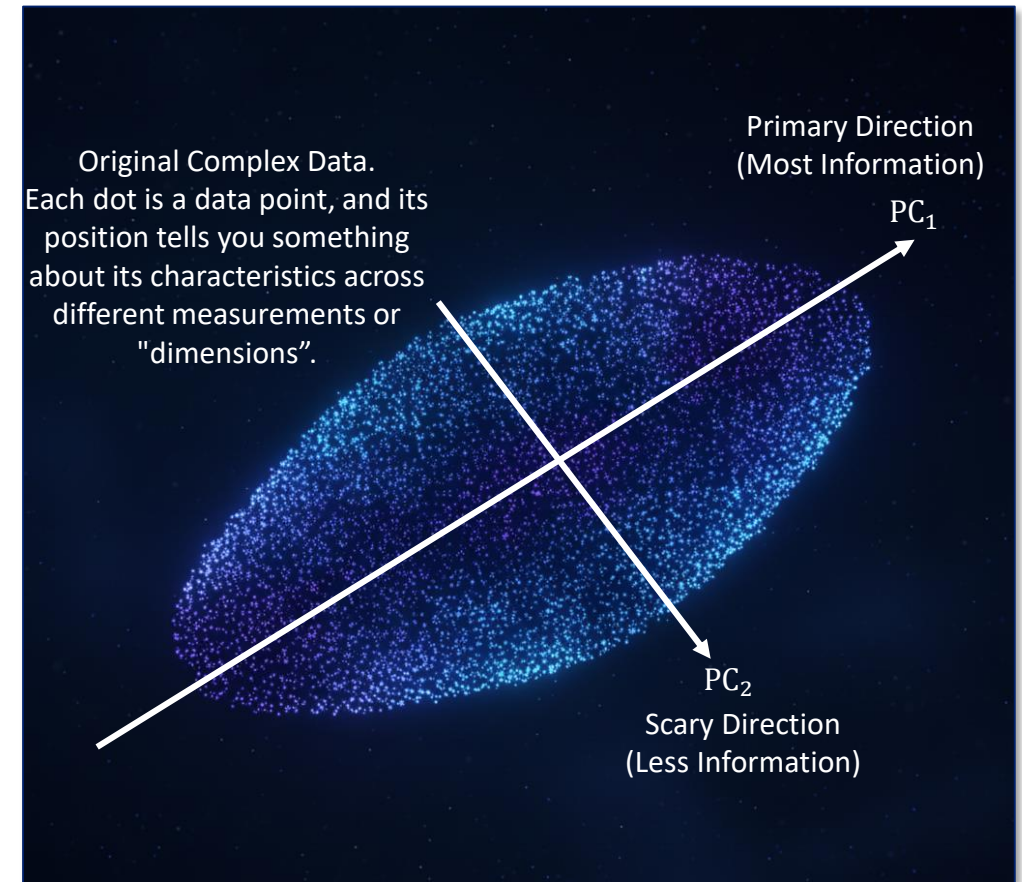 Original Complex Data.
Each dot is a data point, and its
position tells you something
about its characteristics across
different measurements or
"dimensions”.
Primary Direction
(Most Information)
PC₁
PC₂
Scary Direction
(Less Information)